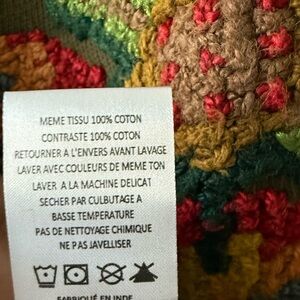 MEME TISSU 100% COTON
CONTRASTE 100% COTON
RETOURNER A L'ENVERS AVANT LAVAGE
LAVER AVEC COULEURS DE MEME TON
LAVER A LA MACHINE DELICAT
SECHER PAR CULBUTAGE A
BASSE TEMPERATURE
PAS DE NETTOYAGE CHIMIQUE
NE PAS JAVELLISER
FABRIQUÉ EN INDE